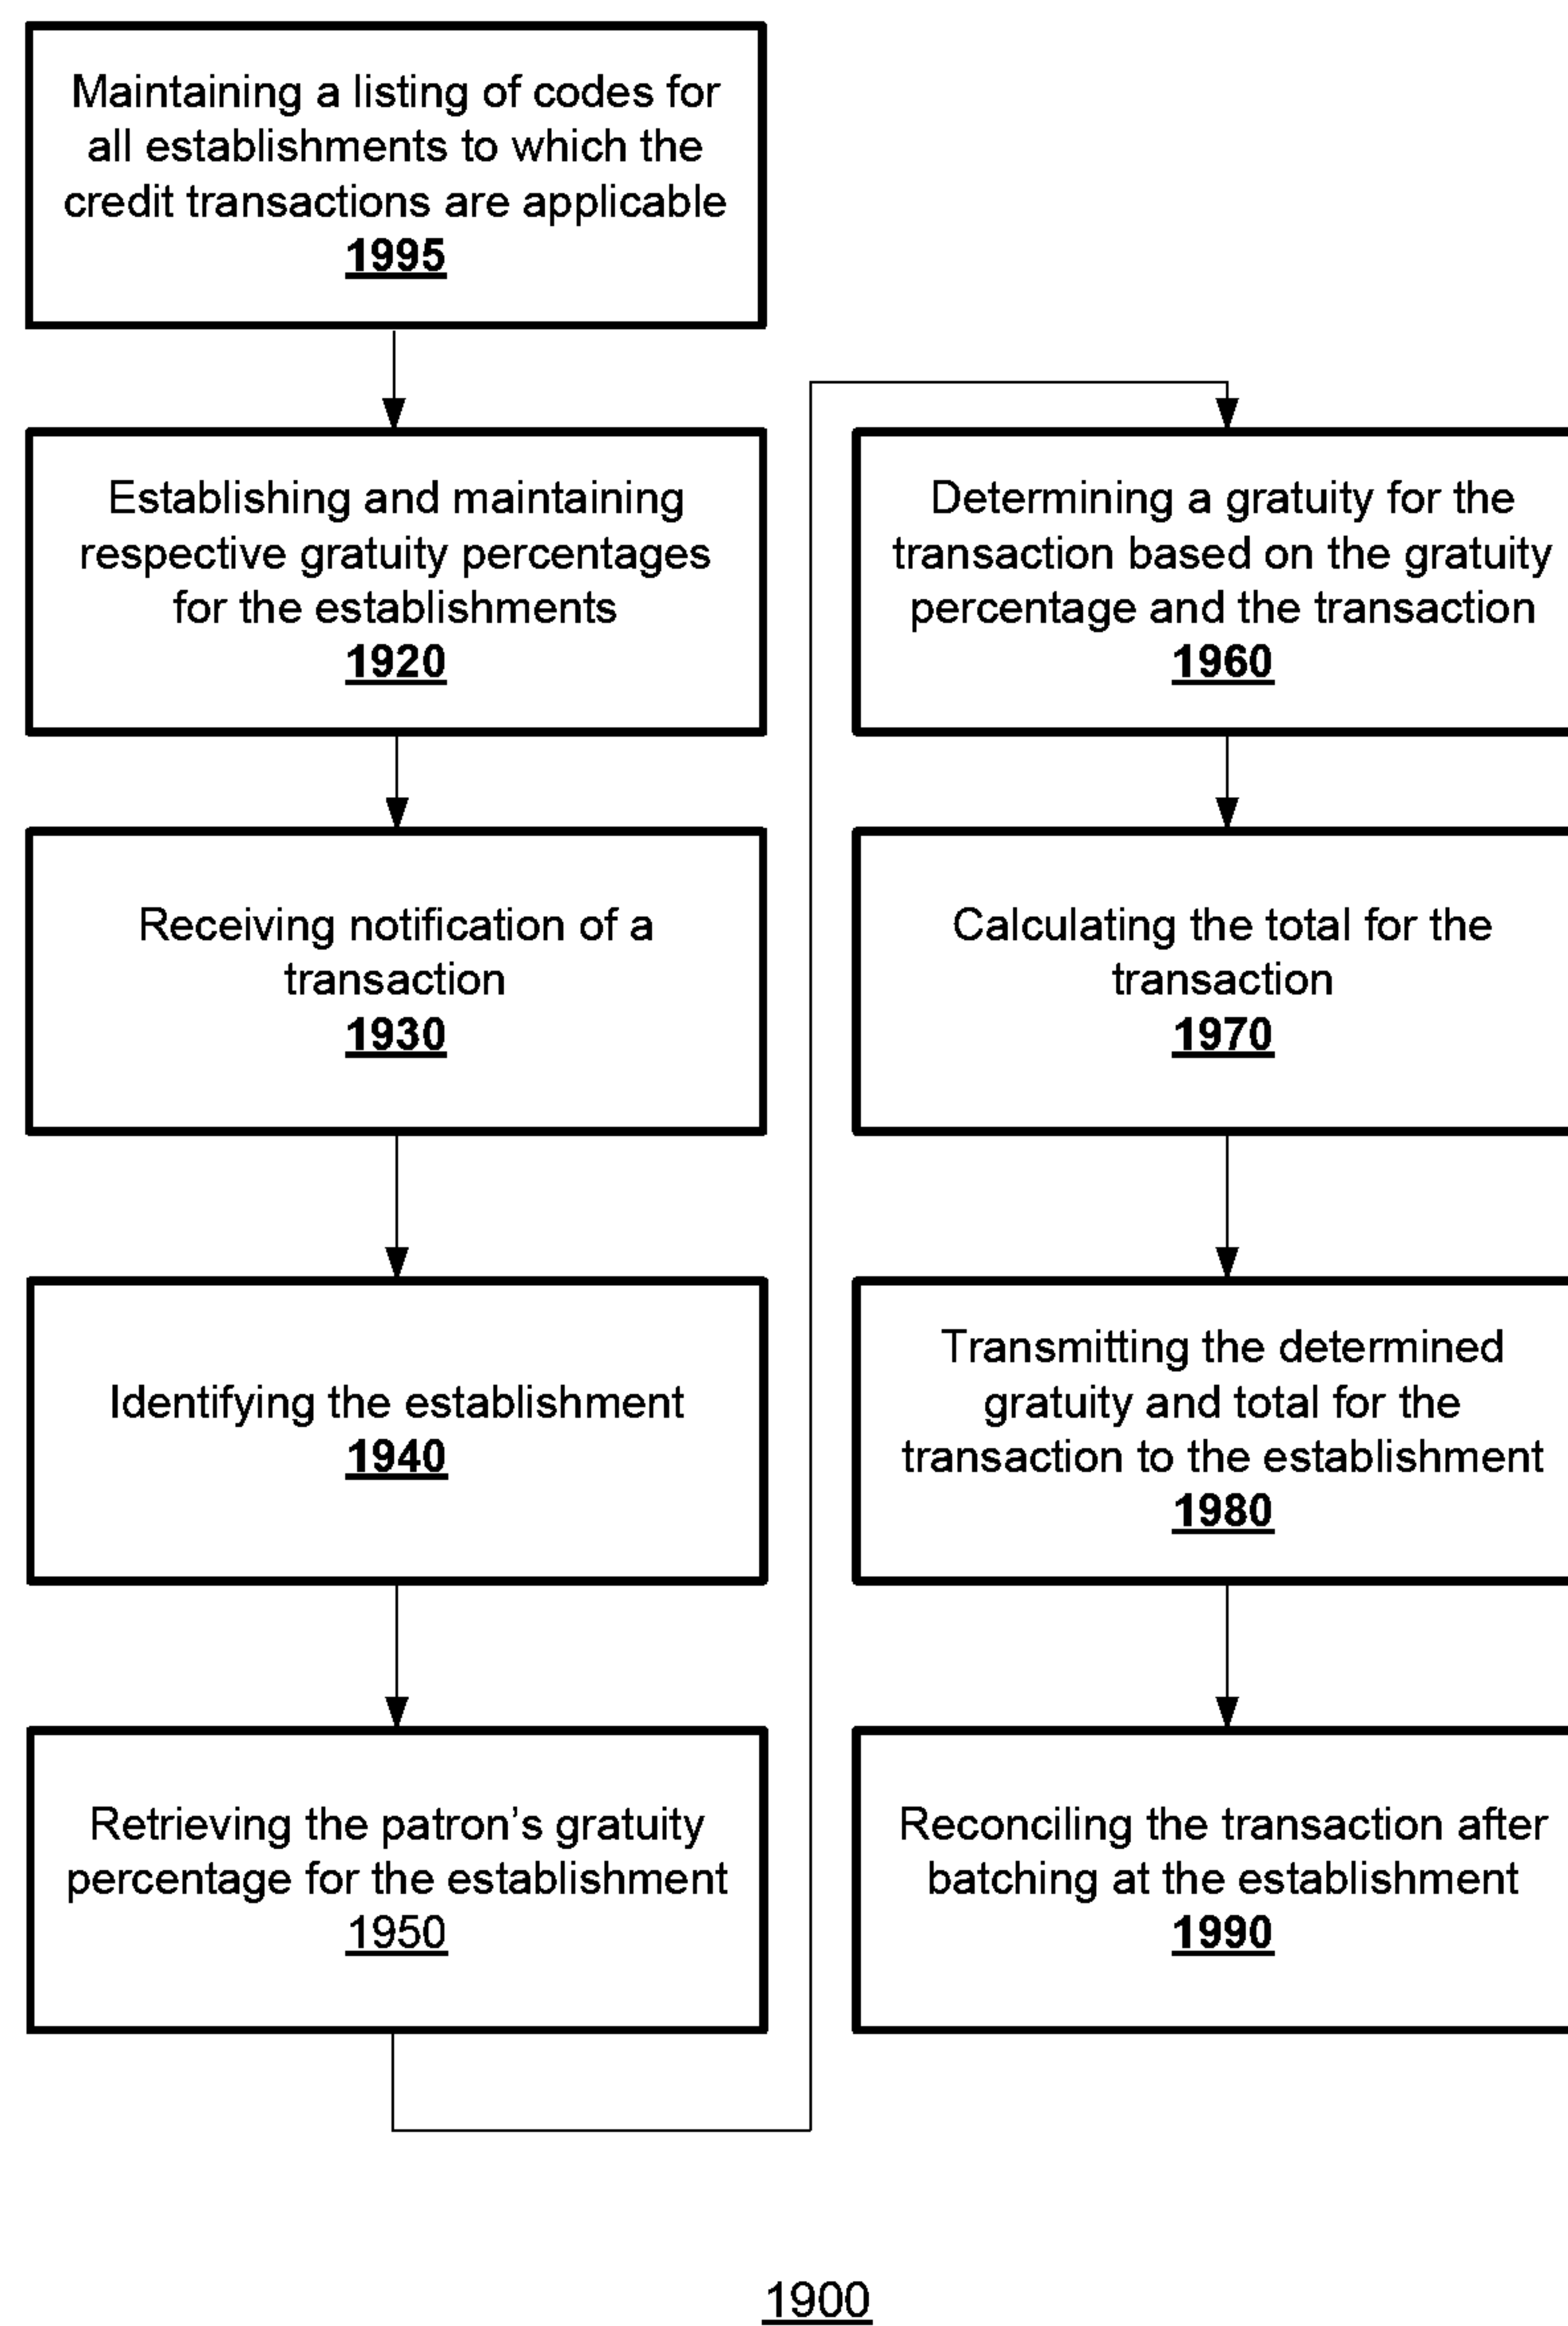 Maintaining a listing of codes for
all establishments to which the
credit transactions are applicable
1995
Establishing and maintaining
respective gratuity percentages
for the establishments
1920
Receiving notification of a
transaction
1930
Identifying the establishment
1940
Retrieving the patron’s gratuity
percentage for the establishment
1950
Determining a gratuity for the
transaction based on the gratuity
percentage and the transaction
1960
Calculating the total for the
transaction
1970
Transmitting the determined
gratuity and total for the
transaction to the establishment
1980
Reconciling the transaction after
batching at the establishment
1990
1900